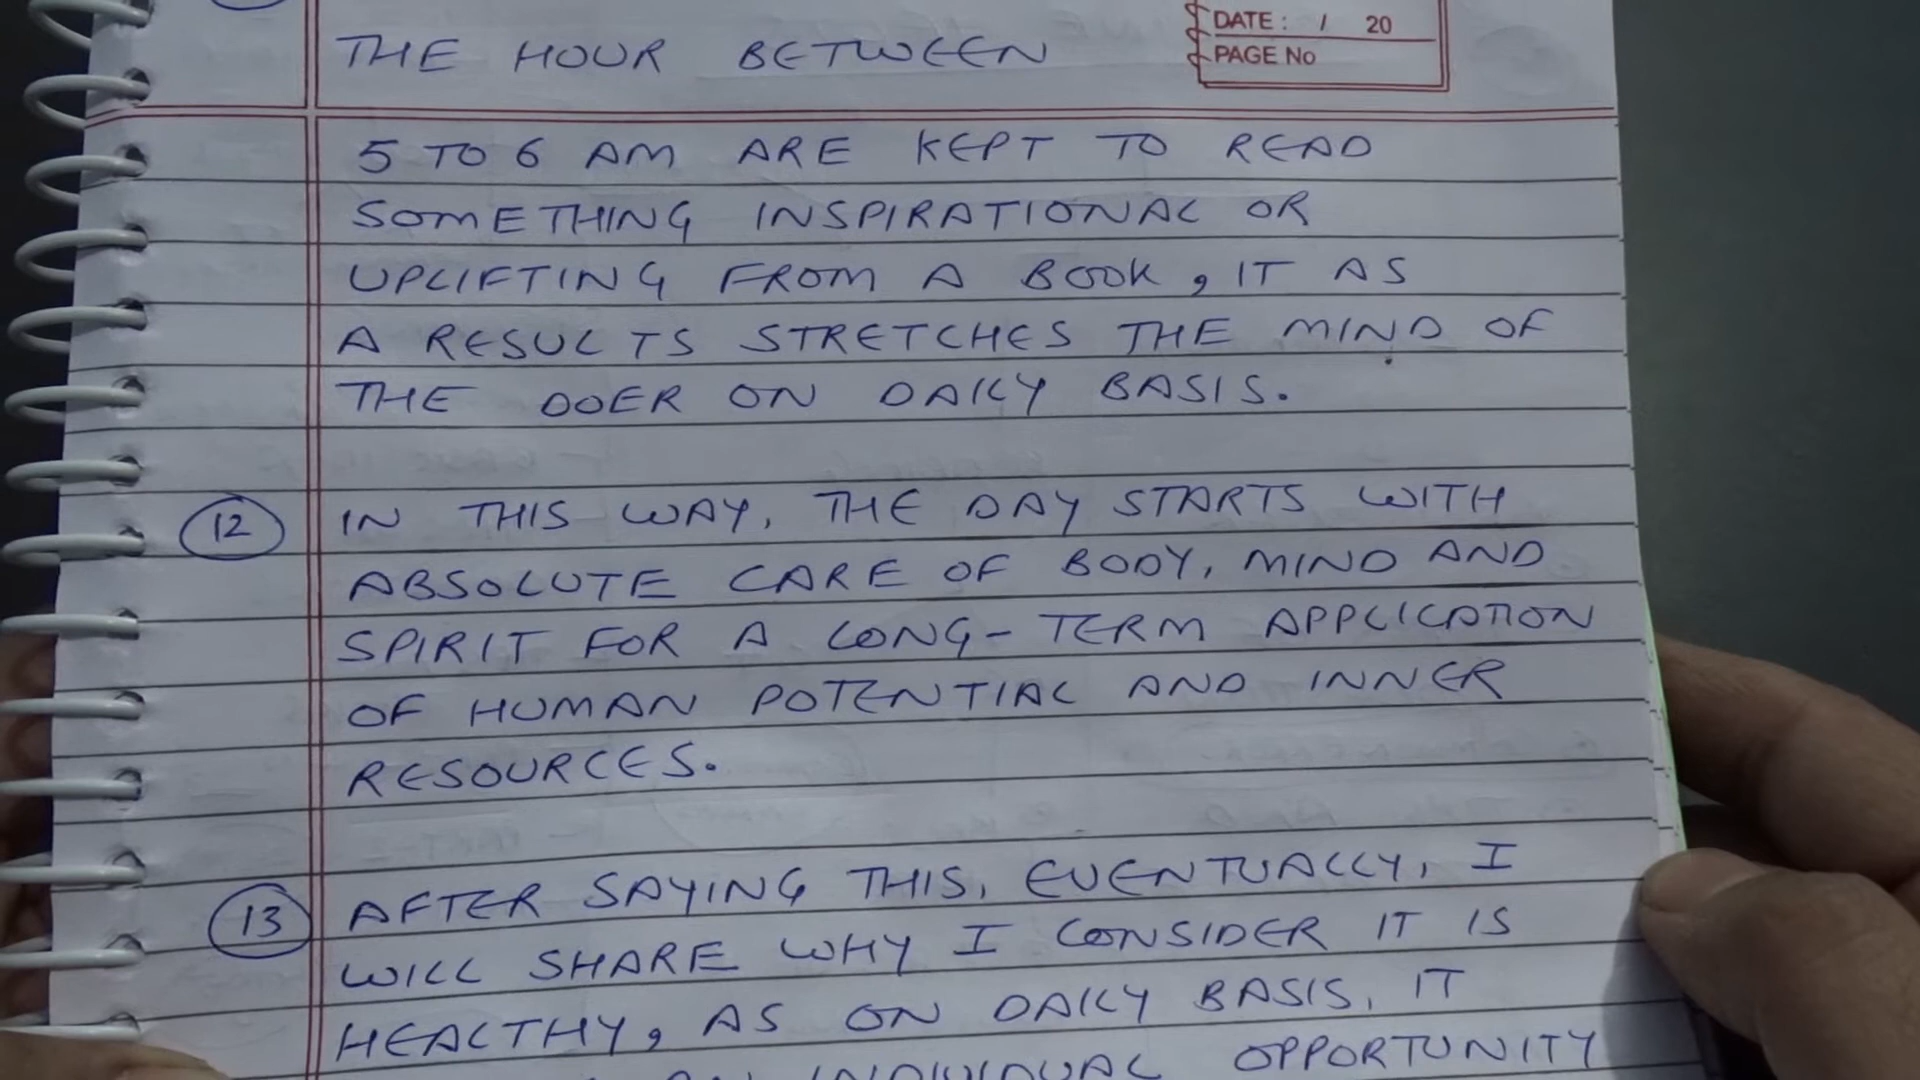 DATE : / 20
PAGE No
THE HOUR BETWEEN
5 TO 6 AM ARE KEPT TO READ
SOMETHING INSPIRATIONAL OR
UPLIFTING FROM A BOOK, IT AS
A RESULTS STRETCHES THE MIND OF
THE DOER ON DAILY BASIS.
12 IN THIS WAY, THE DAY STARTS WITH
ABSOLUTE CARE OF BODY, MIND AND
SPIRIT FOR A LONG-TERM APPLICATION
OF HUMAN POTENTIAL AND INNER
RESOURCES.
13 AFTER SAYING THIS, EVENTUALLY, I
WILL SHARE WHY I CONSIDER IT IS
HEALTHY, AS ON DAILY BASIS, IT
AN INDIVIDUAL OPPORTUNITY